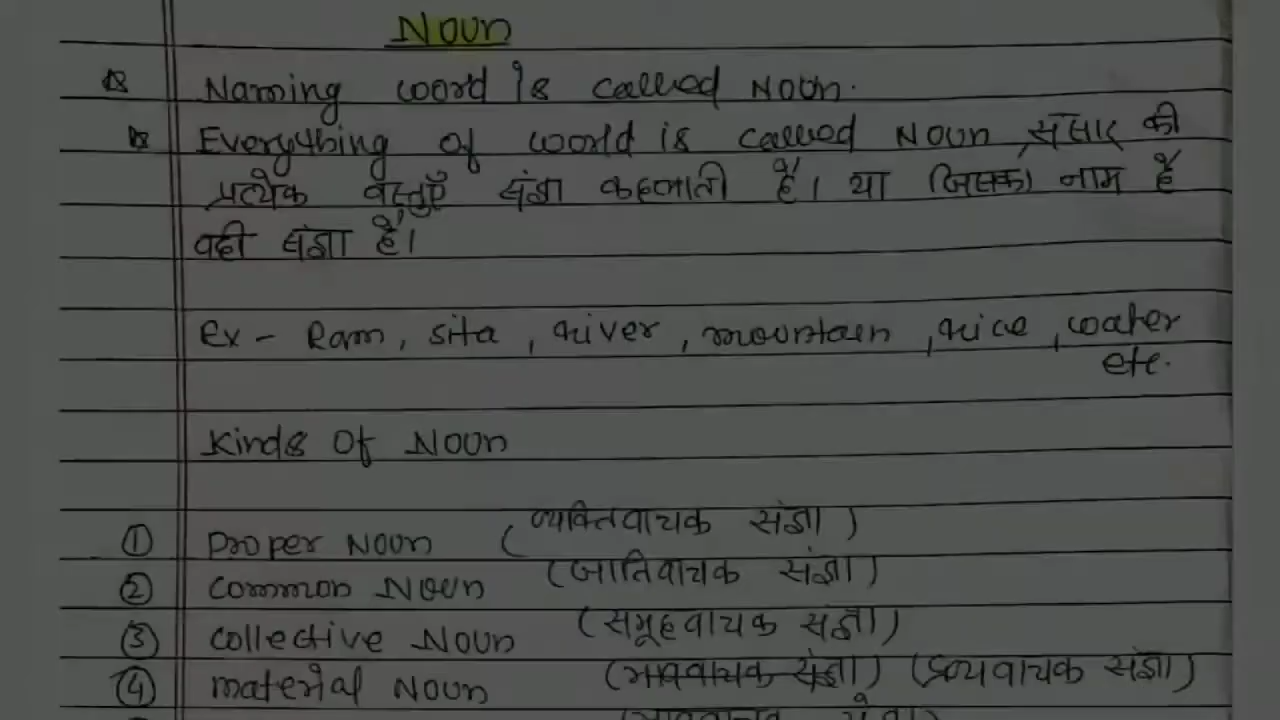 Noun
Naming word is called Noun.
Everything of world is called Noun, संसार की
प्रत्येक वस्तुएँ संज्ञा कहलाती हैं। या जिसका नाम है
वही संज्ञा है।
Ex - Ram, sita, river, mountain, rice, water
etc.
Kinds of Noun
① Proper Noun (व्यक्तिवाचक संज्ञा)
② Common Noun (जातिवाचक संज्ञा)
③ Collective Noun (समूहवाचक संज्ञा)
④ material Noun (भाववाचक संज्ञा) (द्रव्यवाचक संज्ञा)